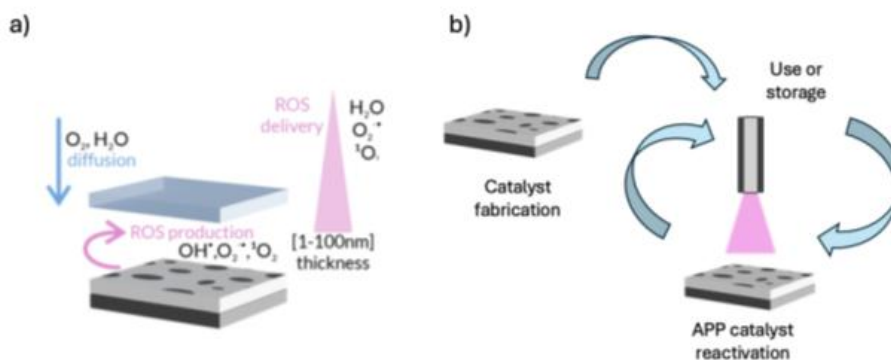 a)
O₂, H₂O
diffusion
ROS
delivery
H₂O
O₂⁻•
¹O,
ROS production
OH•,O₂⁻•,¹O₂
[1-100nm]
thickness
b)
Use or
storage
Catalyst
fabrication
APP catalyst
reactivation